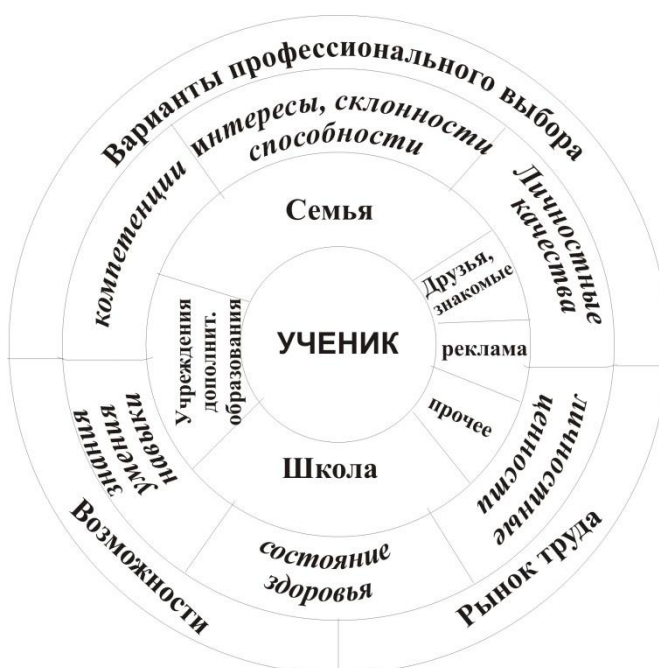 Варианты профессионального выбора
интересы, склонности
способности
компетенции
Личностные
качества
Семья
Друзья,
знакомые
Учреждения
дополнит.
образования
УЧЕНИК
реклама
прочее
Школа
знания
умения
навыки
личностные
ценности
состояние
здоровья
Возможности
Рынок труда